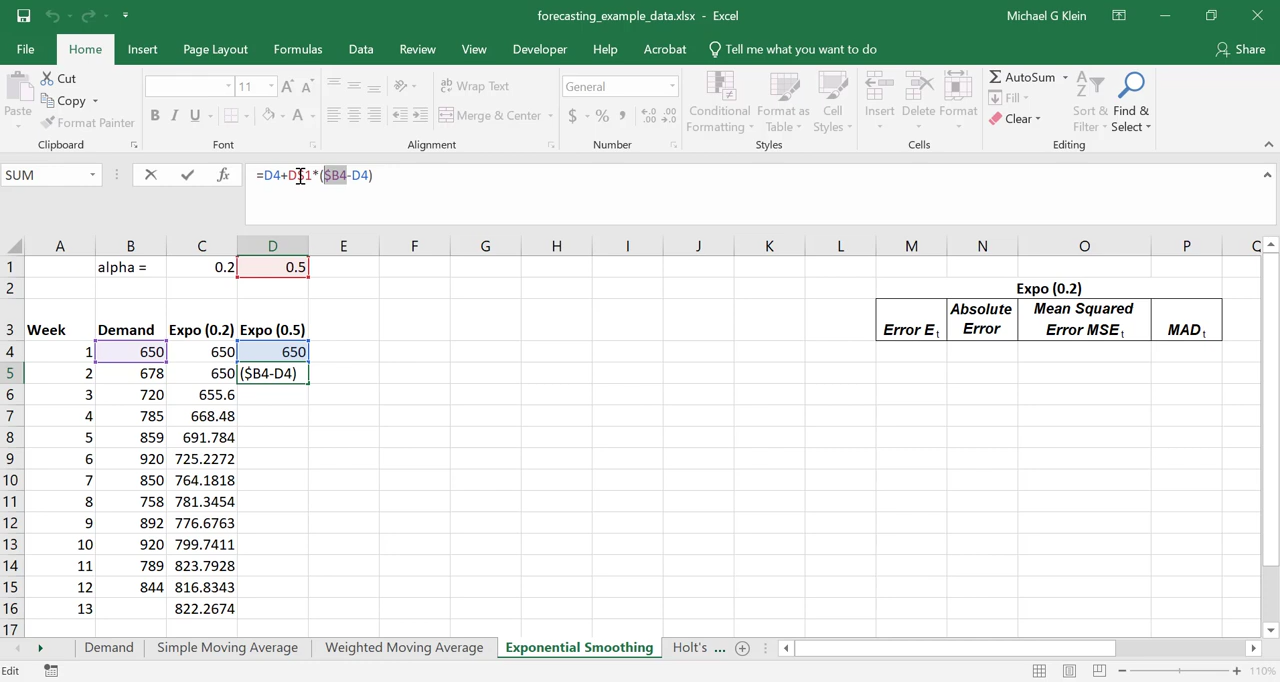 forecasting_example_data.xlsx - Excel
Michael G Klein
File Home Insert Page Layout Formulas Data Review View Developer Help Acrobat Tell me what you want to do Share
Paste
Cut
Copy
Format Painter
Clipboard
11
B I U
Font
Wrap Text
Merge & Center
Alignment
General
$ % ,
Number
Conditional Formatting
Format as Table
Cell Styles
Styles
Insert Delete Format
Cells
AutoSum
Fill
Clear
Sort & Filter
Find & Select
Editing
SUM fx =D4+D$1*($B4-D4)
A B C D E F G H I J K L M N O P Q
1 alpha = 0.2 0.5
2 Expo (0.2)
3 Week Demand Expo (0.2) Expo (0.5) Error Et Absolute Error Mean Squared Error MSEt MADt
4 1 650 650 650
5 2 678 650 ($B4-D4)
6 3 720 655.6
7 4 785 668.48
8 5 859 691.784
9 6 920 725.2272
10 7 850 764.1818
11 8 758 781.3454
12 9 892 776.6763
13 10 920 799.7411
14 11 789 823.7928
15 12 844 816.8343
16 13 822.2674
17
Demand Simple Moving Average Weighted Moving Average Exponential Smoothing Holt's ...
Edit 110%